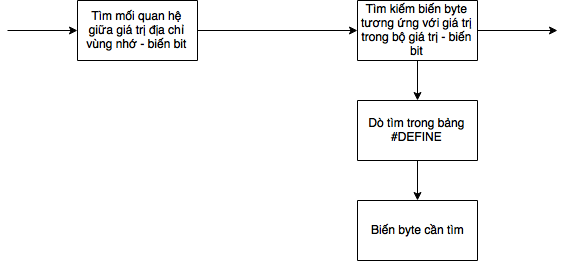 Tìm mối quan hệ
giữa giá trị địa chỉ
vùng nhớ - biến bit
Tìm kiếm biến byte
tương ứng với giá trị
trong bộ giá trị - biến
bit
Dò tìm trong bảng
#DEFINE
Biến byte cần tìm